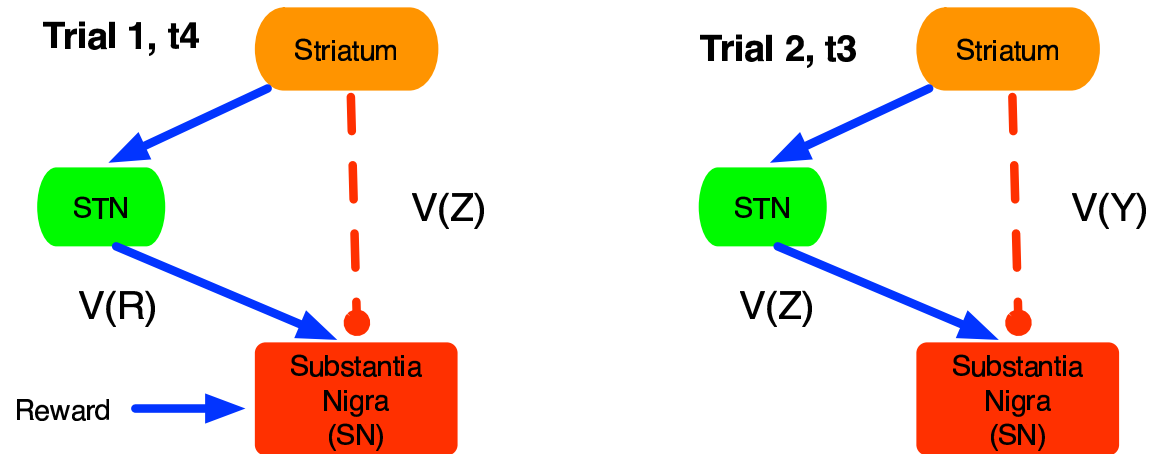 Trial 1, t4
Striatum
STN
V(Z)
V(R)
Substantia
Nigra
(SN)
Reward
Trial 2, t3
Striatum
STN
V(Y)
V(Z)
Substantia
Nigra
(SN)